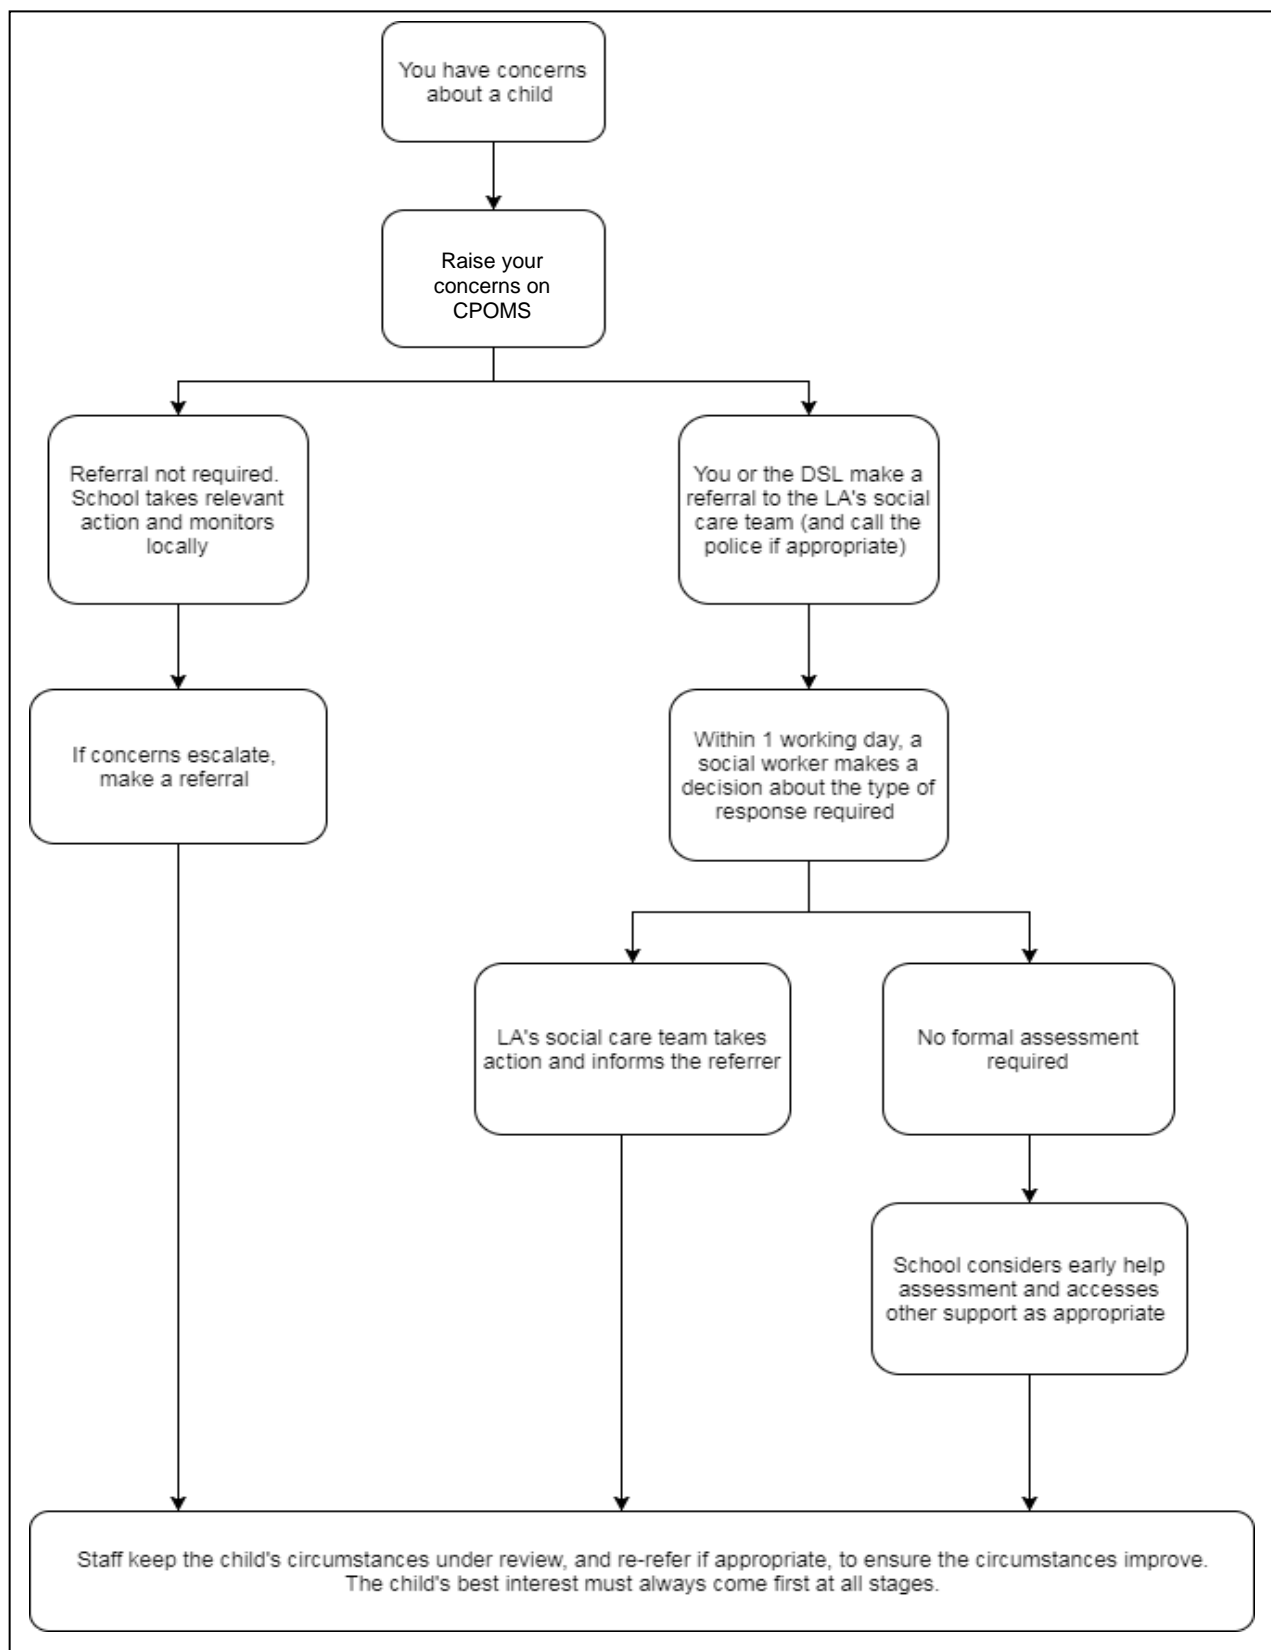 You have concerns
about a child
Raise your
concerns on
CPOMS
Referral not required.
School takes relevant
action and monitors
locally
You or the DSL make a
referral to the LA's social
care team (and call the
police if appropriate)
If concerns escalate,
make a referral
Within 1 working day, a
social worker makes a
decision about the type of
response required
LA's social care team takes
action and informs the referrer
No formal assessment
required
School considers early help
assessment and accesses
other support as appropriate
Staff keep the child's circumstances under review, and re-refer if appropriate, to ensure the circumstances improve.
The child's best interest must always come first at all stages.